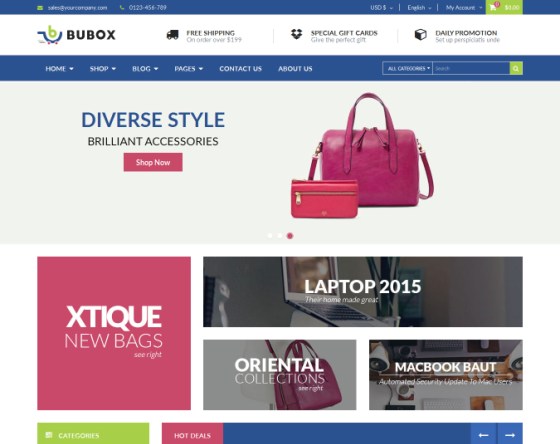 sales@yourcompany.com 0123-456-789 USD $ English My Account 0 $0.00
BUBOX
FREE SHIPPING
On order over $199
SPECIAL GIFT CARDS
Give the perfect gift
DAILY PROMOTION
Set up perspiciatis unde
HOME SHOP BLOG PAGES CONTACT US ABOUT US ALL CATEGORIES Search
DIVERSE STYLE
BRILLIANT ACCESSORIES
Shop Now
XTIQUE
NEW BAGS
see right
LAPTOP 2015
Their home made great
ORIENTAL
COLLECTIONS
see right
MACBOOK BAUT
Automated Security Update To Mac Users
CATEGORIES
HOT DEALS